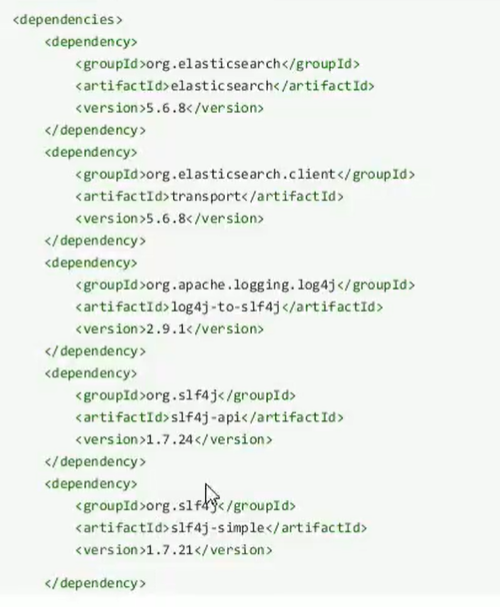 <dependencies>
<dependency>
<groupId>org.elasticsearch</groupId>
<artifactId>elasticsearch</artifactId>
<version>5.6.8</version>
</dependency>
<dependency>
<groupId>org.elasticsearch.client</groupId>
<artifactId>transport</artifactId>
<version>5.6.8</version>
</dependency>
<dependency>
<groupId>org.apache.logging.log4j</groupId>
<artifactId>log4j-to-slf4j</artifactId>
<version>2.9.1</version>
</dependency>
<dependency>
<groupId>org.slf4j</groupId>
<artifactId>slf4j-api</artifactId>
<version>1.7.24</version>
</dependency>
<dependency>
<groupId>org.slf4j</groupId>
<artifactId>slf4j-simple</artifactId>
<version>1.7.21</version>
</dependency>